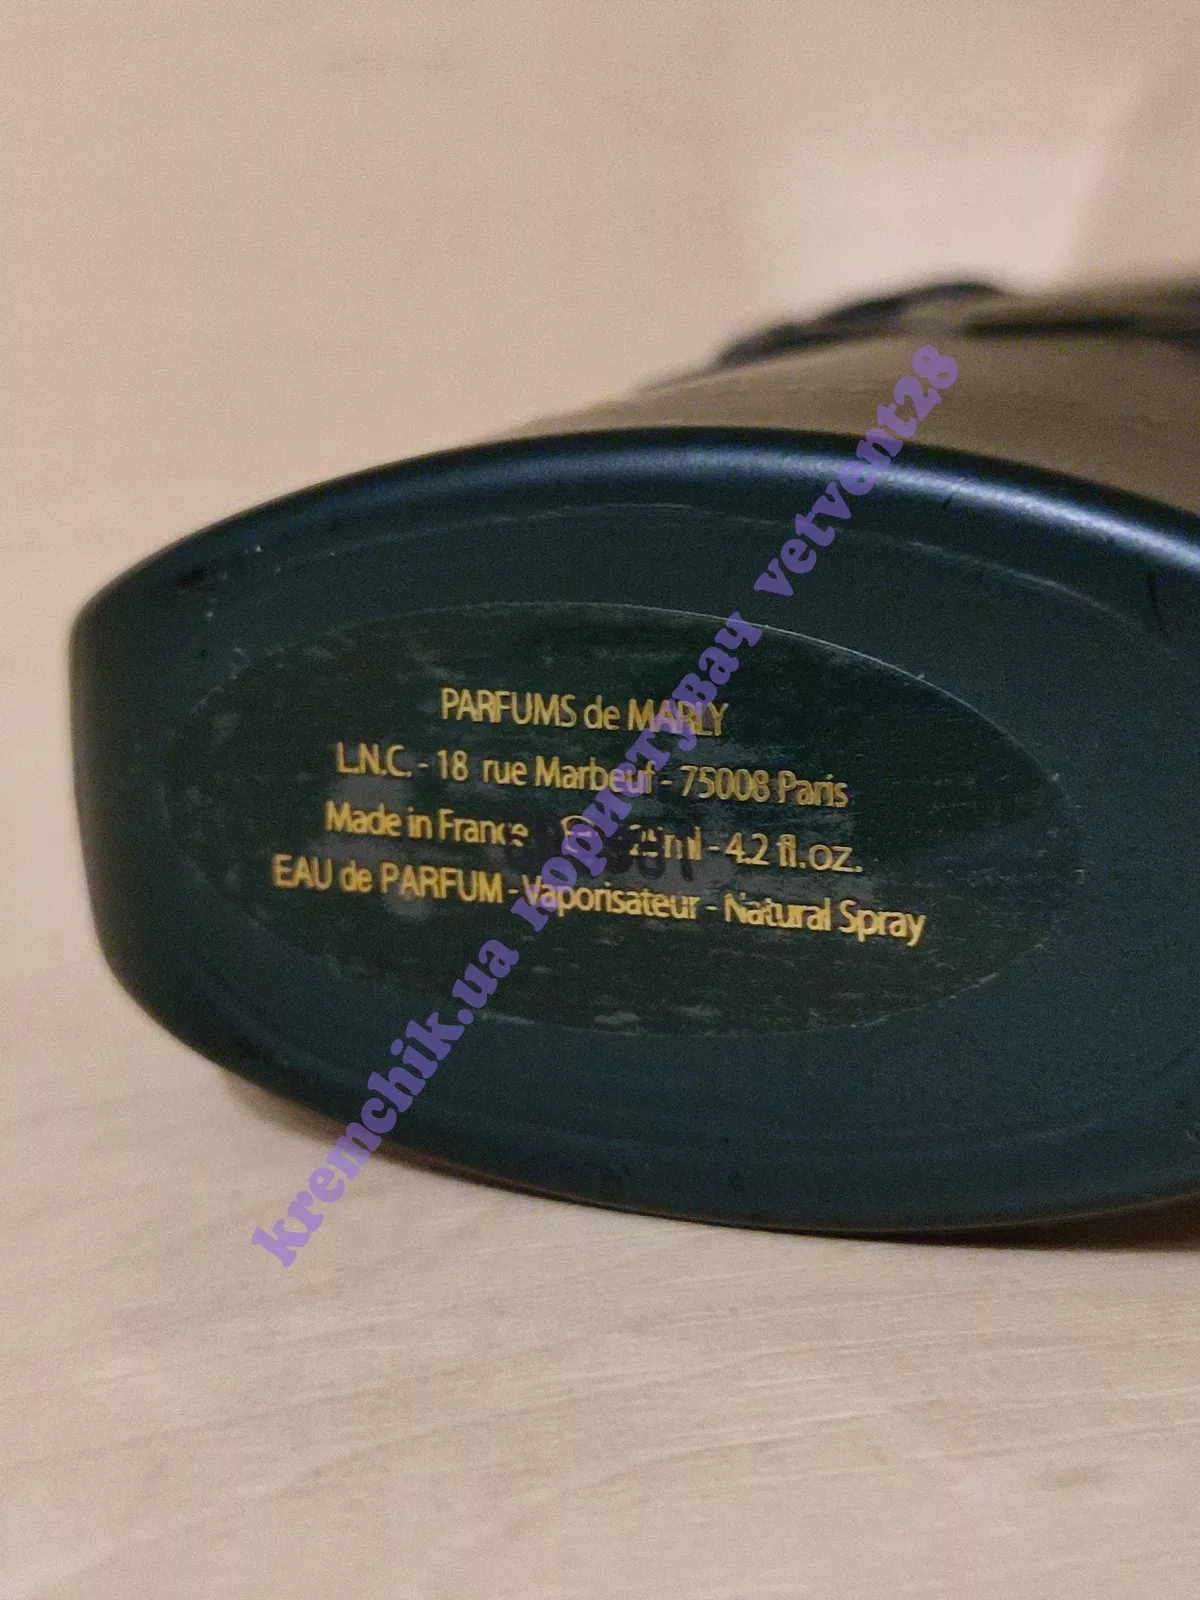 PARFUMS de MARLY
L.N.C. - 18 rue Marbeuf - 75008 Paris
Made in France 125ml - 4.2 fl.oz.
EAU de PARFUM - Vaporisateur - Natural Spray
kremchik.ua користувач vetvent28